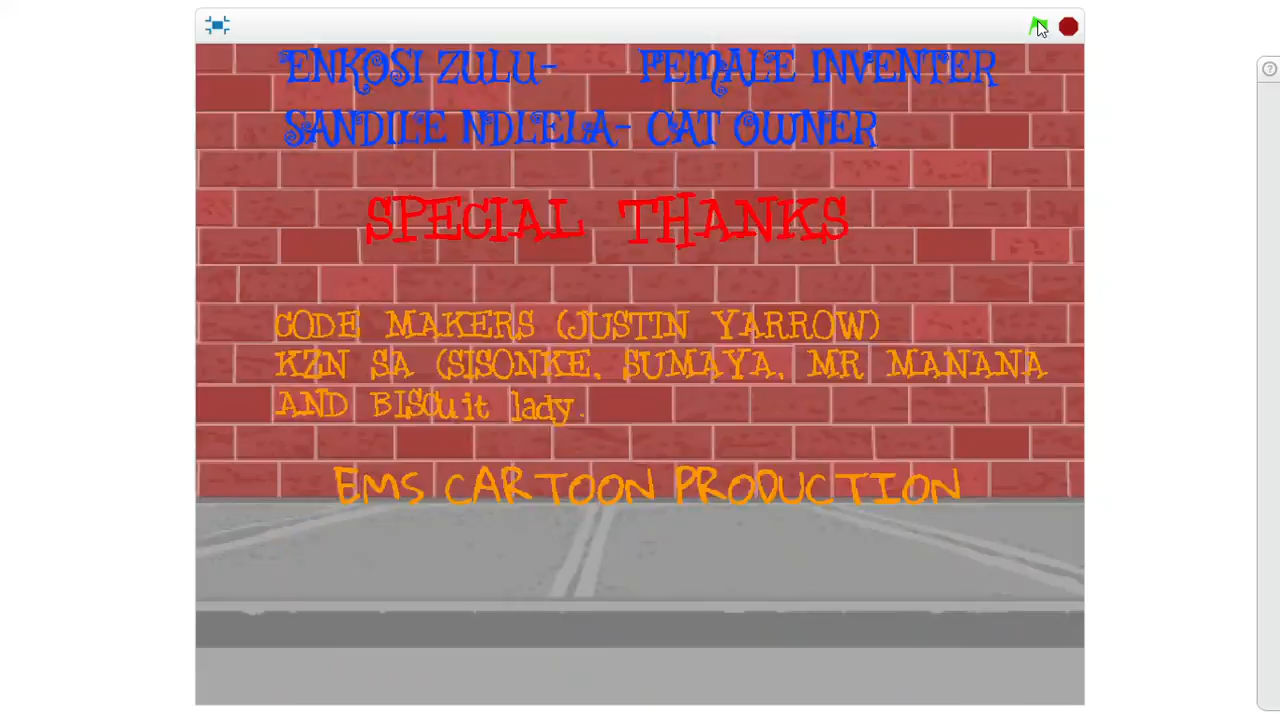 ENKOSI ZULU- FEMALE INVENTER
SANDILE NDLELA- CAT OWNER
SPECIAL THANKS
CODE MAKERS (JUSTIN YARROW)
KZN SA (SISONKE, SUMAYA, MR MANANA
AND BISCuit lady.
EMS CARTOON PRODUCTION